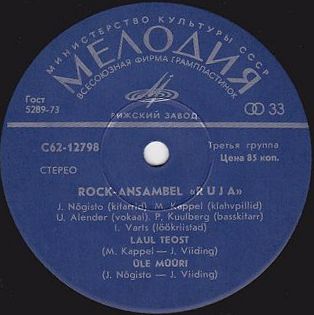 МИНИСТЕРСТВО КУЛЬТУРЫ СССР
МЕЛОДИЯ
ВСЕСОЮЗНАЯ ФИРМА ГРАМПЛАСТИНОК
Гост
5289-73
33
РИЖСКИЙ ЗАВОД
С62-12798
Третья группа
Цена 85 коп.
СТЕРЕО
ROCK-ANSAMBEL «RUJA»
J. Nõgisto (kitarrid) M. Kappel (klahvpillid)
U. Alender (vokaal) P. Kuulberg (basskitarr)
I. Varts (löökriistad)
LAUL TEOST
(M. Kappel — J. Viiding)
ÜLE MÜÜRI
(J. Nõgisto — J. Viiding)